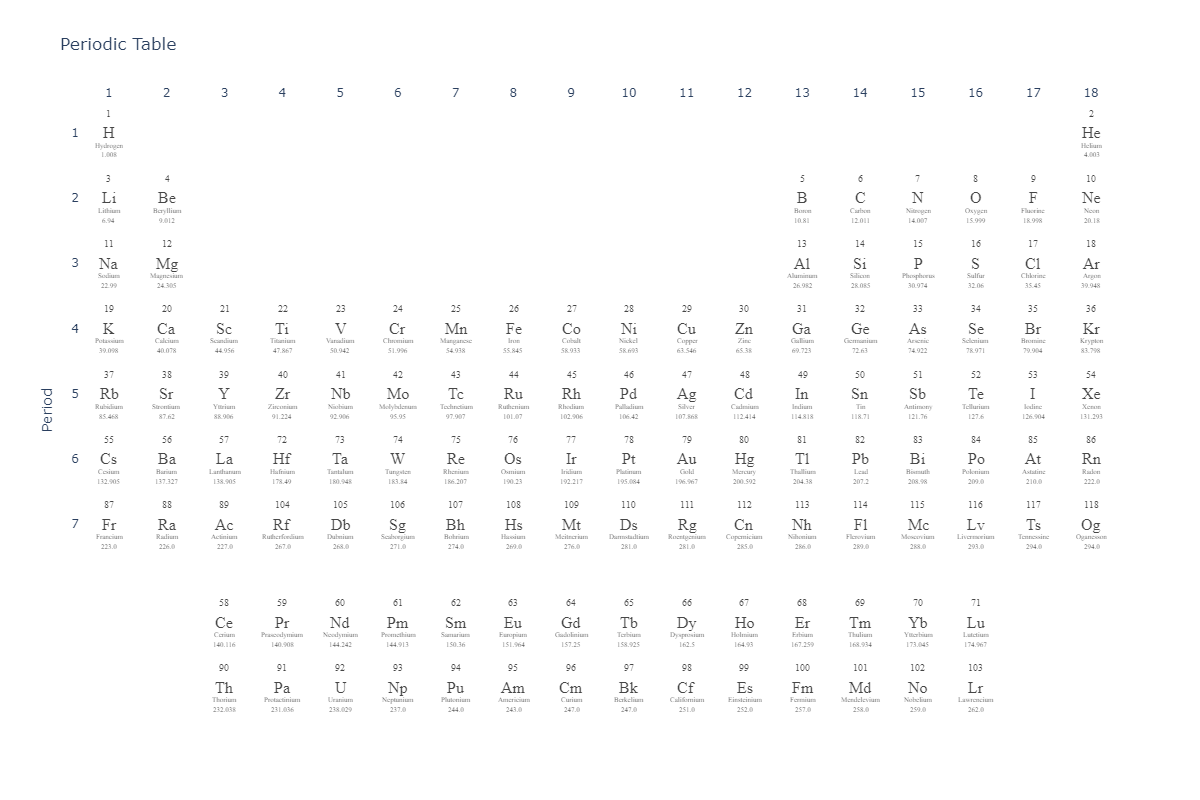 Periodic Table
1 2 3 4 5 6 7 8 9 10 11 12 13 14 15 16 17 18
1 2
1 H He
Hydrogen Helium
1.008 4.003
3 4 5 6 7 8 9 10
2 Li Be B C N O F Ne
Lithium Beryllium Boron Carbon Nitrogen Oxygen Fluorine Neon
6.94 9.012 10.81 12.011 14.007 15.999 18.998 20.18
11 12 13 14 15 16 17 18
3 Na Mg Al Si P S Cl Ar
Sodium Magnesium Aluminum Silicon Phosphorus Sulfur Chlorine Argon
22.99 24.305 26.982 28.085 30.974 32.06 35.45 39.948
19 20 21 22 23 24 25 26 27 28 29 30 31 32 33 34 35 36
4 K Ca Sc Ti V Cr Mn Fe Co Ni Cu Zn Ga Ge As Se Br Kr
Potassium Calcium Scandium Titanium Vanadium Chromium Manganese Iron Cobalt Nickel Copper Zinc Gallium Germanium Arsenic Selenium Bromine Krypton
39.098 40.078 44.956 47.867 50.942 51.996 54.938 55.845 58.933 58.693 63.546 65.38 69.723 72.63 74.922 78.971 79.904 83.798
37 38 39 40 41 42 43 44 45 46 47 48 49 50 51 52 53 54
Period
5 Rb Sr Y Zr Nb Mo Tc Ru Rh Pd Ag Cd In Sn Sb Te I Xe
Rubidium Strontium Yttrium Zirconium Niobium Molybdenum Technetium Ruthenium Rhodium Palladium Silver Cadmium Indium Tin Antimony Tellurium Iodine Xenon
85.468 87.62 88.906 91.224 92.906 95.95 97.907 101.07 102.906 106.42 107.868 112.414 114.818 118.71 121.76 127.6 126.904 131.293
55 56 57 72 73 74 75 76 77 78 79 80 81 82 83 84 85 86
6 Cs Ba La Hf Ta W Re Os Ir Pt Au Hg Tl Pb Bi Po At Rn
Cesium Barium Lanthanum Hafnium Tantalum Tungsten Rhenium Osmium Iridium Platinum Gold Mercury Thallium Lead Bismuth Polonium Astatine Radon
132.905 137.327 138.905 178.49 180.948 183.84 186.207 190.23 192.217 195.084 196.967 200.592 204.38 207.2 208.98 209.0 210.0 222.0
87 88 89 104 105 106 107 108 109 110 111 112 113 114 115 116 117 118
7 Fr Ra Ac Rf Db Sg Bh Hs Mt Ds Rg Cn Nh Fl Mc Lv Ts Og
Francium Radium Actinium Rutherfordium Dubnium Seaborgium Bohrium Hassium Meitnerium Darmstadtium Roentgenium Copernicium Nihonium Flerovium Moscovium Livermorium Tennessine Oganesson
223.0 226.0 227.0 267.0 268.0 271.0 274.0 269.0 276.0 281.0 281.0 285.0 286.0 289.0 288.0 293.0 294.0 294.0
58 59 60 61 62 63 64 65 66 67 68 69 70 71
Ce Pr Nd Pm Sm Eu Gd Tb Dy Ho Er Tm Yb Lu
Cerium Praseodymium Neodymium Promethium Samarium Europium Gadolinium Terbium Dysprosium Holmium Erbium Thulium Ytterbium Lutetium
140.116 140.908 144.242 144.913 150.36 151.964 157.25 158.925 162.5 164.93 167.259 168.934 173.045 174.967
90 91 92 93 94 95 96 97 98 99 100 101 102 103
Th Pa U Np Pu Am Cm Bk Cf Es Fm Md No Lr
Thorium Protactinium Uranium Neptunium Plutonium Americium Curium Berkelium Californium Einsteinium Fermium Mendelevium Nobelium Lawrencium
232.038 231.036 238.029 237.0 244.0 243.0 247.0 247.0 251.0 252.0 257.0 258.0 259.0 262.0